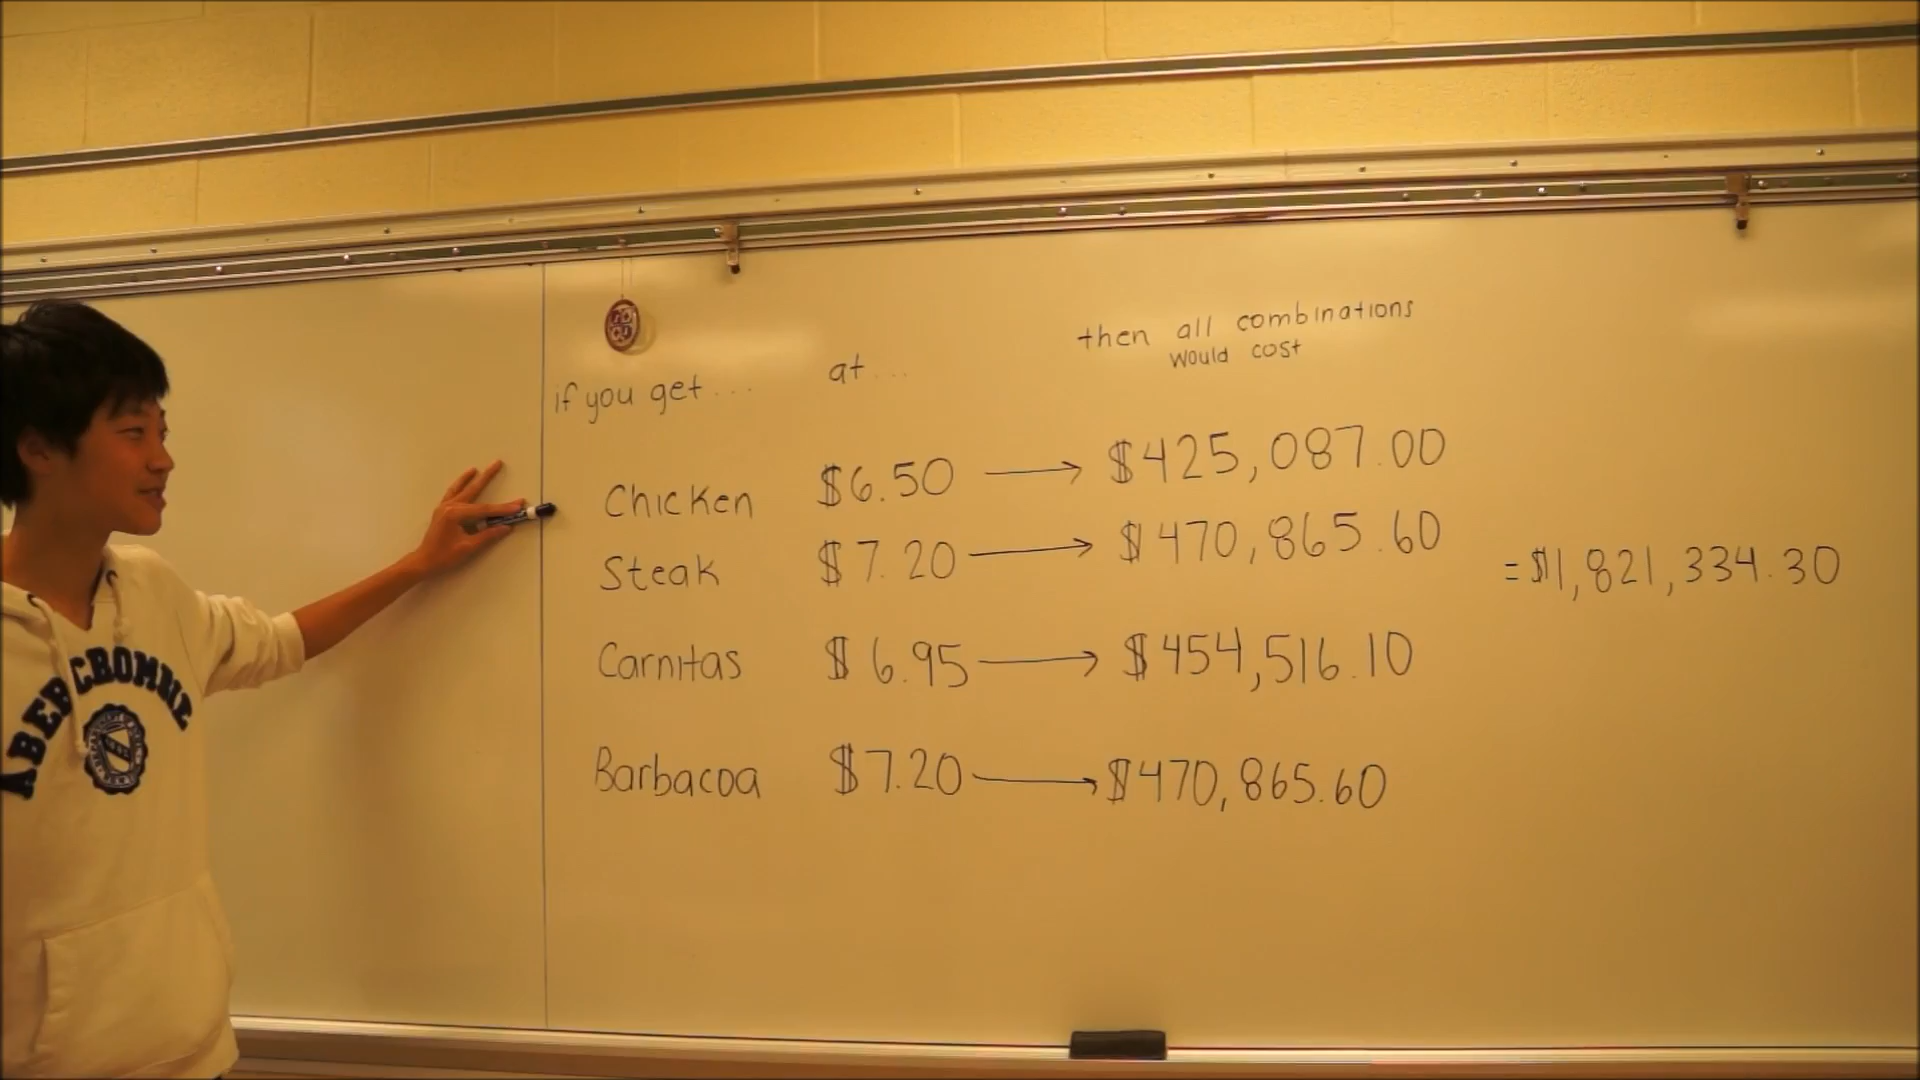 then all combinations
would cost
if you get ... at ...
Chicken $6.50 → $425,087.00
Steak $7.20 → $470,865.60
= $1,821,334.30
Carnitas $6.95 → $454,516.10
Barbacoa $7.20 → $470,865.60
ABERCROMBIE